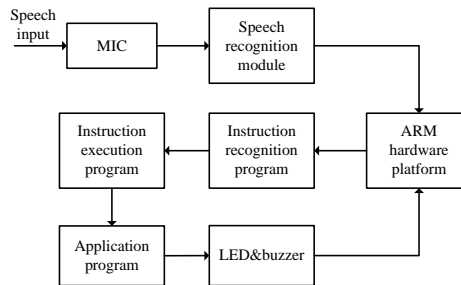 Speech
input
MIC
Speech
recognition
module
Instruction
execution
program
Instruction
recognition
program
ARM
hardware
platform
Application
program
LED&buzzer